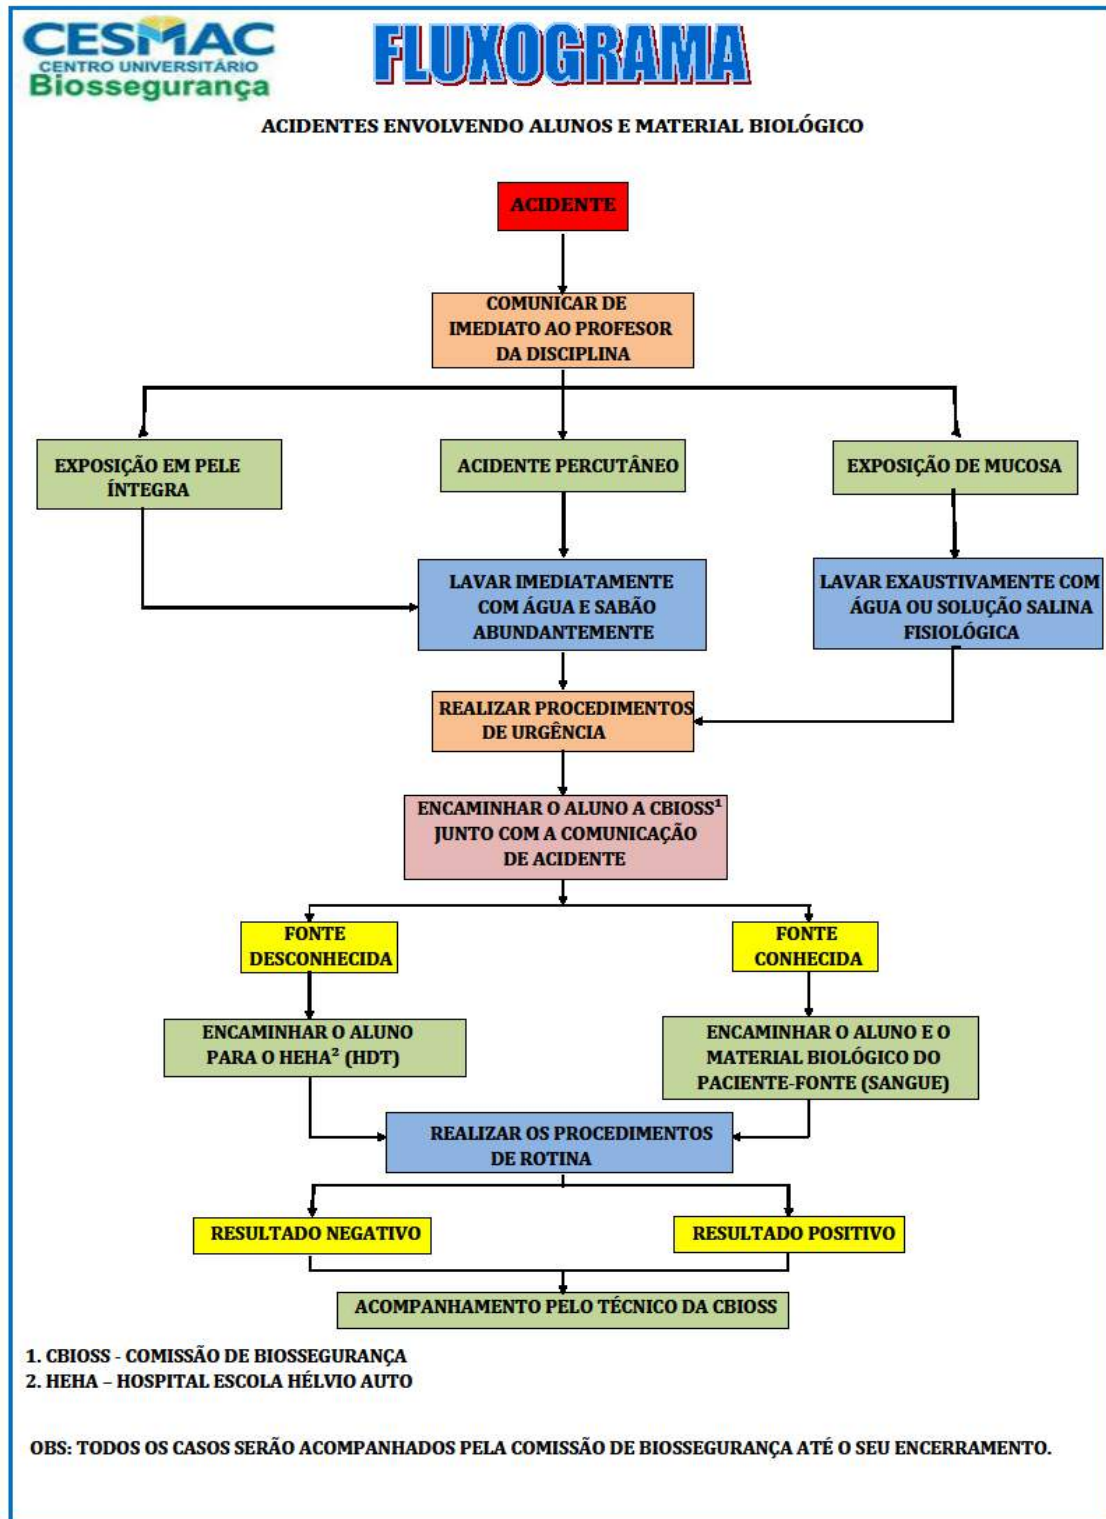 CESMAC
CENTRO UNIVERSITÁRIO
Biossegurança
FLUXOGRAMA
ACIDENTES ENVOLVENDO ALUNOS E MATERIAL BIOLÓGICO
ACIDENTE
COMUNICAR DE
IMEDIATO AO PROFESOR
DA DISCIPLINA
EXPOSIÇÃO EM PELE
ÍNTEGRA
ACIDENTE PERCUTÂNEO
EXPOSIÇÃO DE MUCOSA
LAVAR IMEDIATAMENTE
COM ÁGUA E SABÃO
ABUNDANTEMENTE
LAVAR EXAUSTIVAMENTE COM
ÁGUA OU SOLUÇÃO SALINA
FISIOLÓGICA
REALIZAR PROCEDIMENTOS
DE URGÊNCIA
ENCAMINHAR O ALUNO A CBIOSS¹
JUNTO COM A COMUNICAÇÃO
DE ACIDENTE
FONTE
DESCONHECIDA
FONTE
CONHECIDA
ENCAMINHAR O ALUNO
PARA O HEHA² (HDT)
ENCAMINHAR O ALUNO E O
MATERIAL BIOLÓGICO DO
PACIENTE-FONTE (SANGUE)
REALIZAR OS PROCEDIMENTOS
DE ROTINA
RESULTADO NEGATIVO
RESULTADO POSITIVO
ACOMPANHAMENTO PELO TÉCNICO DA CBIOSS
1. CBIOSS - COMISSÃO DE BIOSSEGURANÇA
2. HEHA – HOSPITAL ESCOLA HÉLVIO AUTO
OBS: TODOS OS CASOS SERÃO ACOMPANHADOS PELA COMISSÃO DE BIOSSEGURANÇA ATÉ O SEU ENCERRAMENTO.